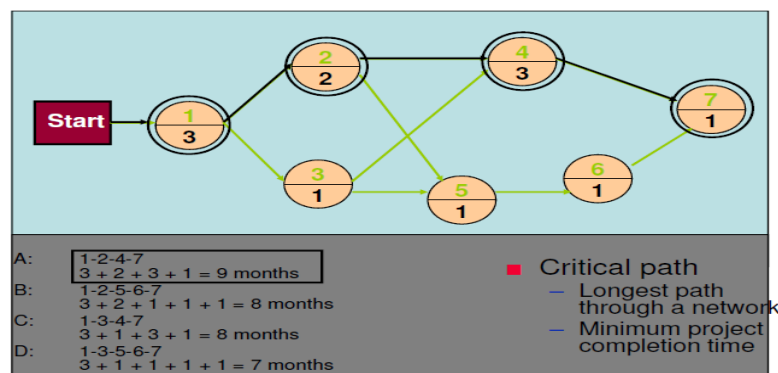 Start
1
3
2
2
3
1
4
3
5
1
6
1
7
1
A: 1-2-4-7
3 + 2 + 3 + 1 = 9 months
B: 1-2-5-6-7
3 + 2 + 1 + 1 + 1 = 8 months
C: 1-3-4-7
3 + 1 + 3 + 1 = 8 months
D: 1-3-5-6-7
3 + 1 + 1 + 1 + 1 = 7 months
Critical path
– Longest path
through a network
– Minimum project
completion time